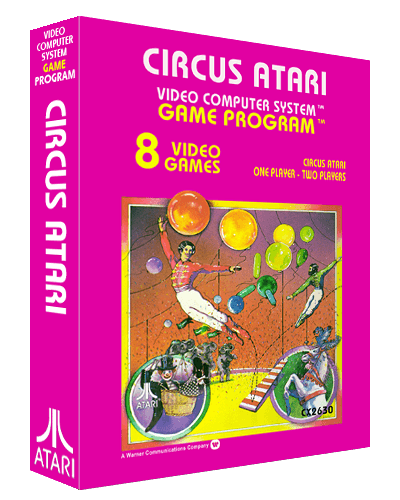 VIDEO
COMPUTER
SYSTEM
GAME
PROGRAM
CIRCUS ATARI
ATARI
CIRCUS ATARI
VIDEO COMPUTER SYSTEM™
GAME PROGRAM™
8 VIDEO
GAMES
CIRCUS ATARI
ONE PLAYER - TWO PLAYERS
ATARI
CX2630
A Warner Communications Company